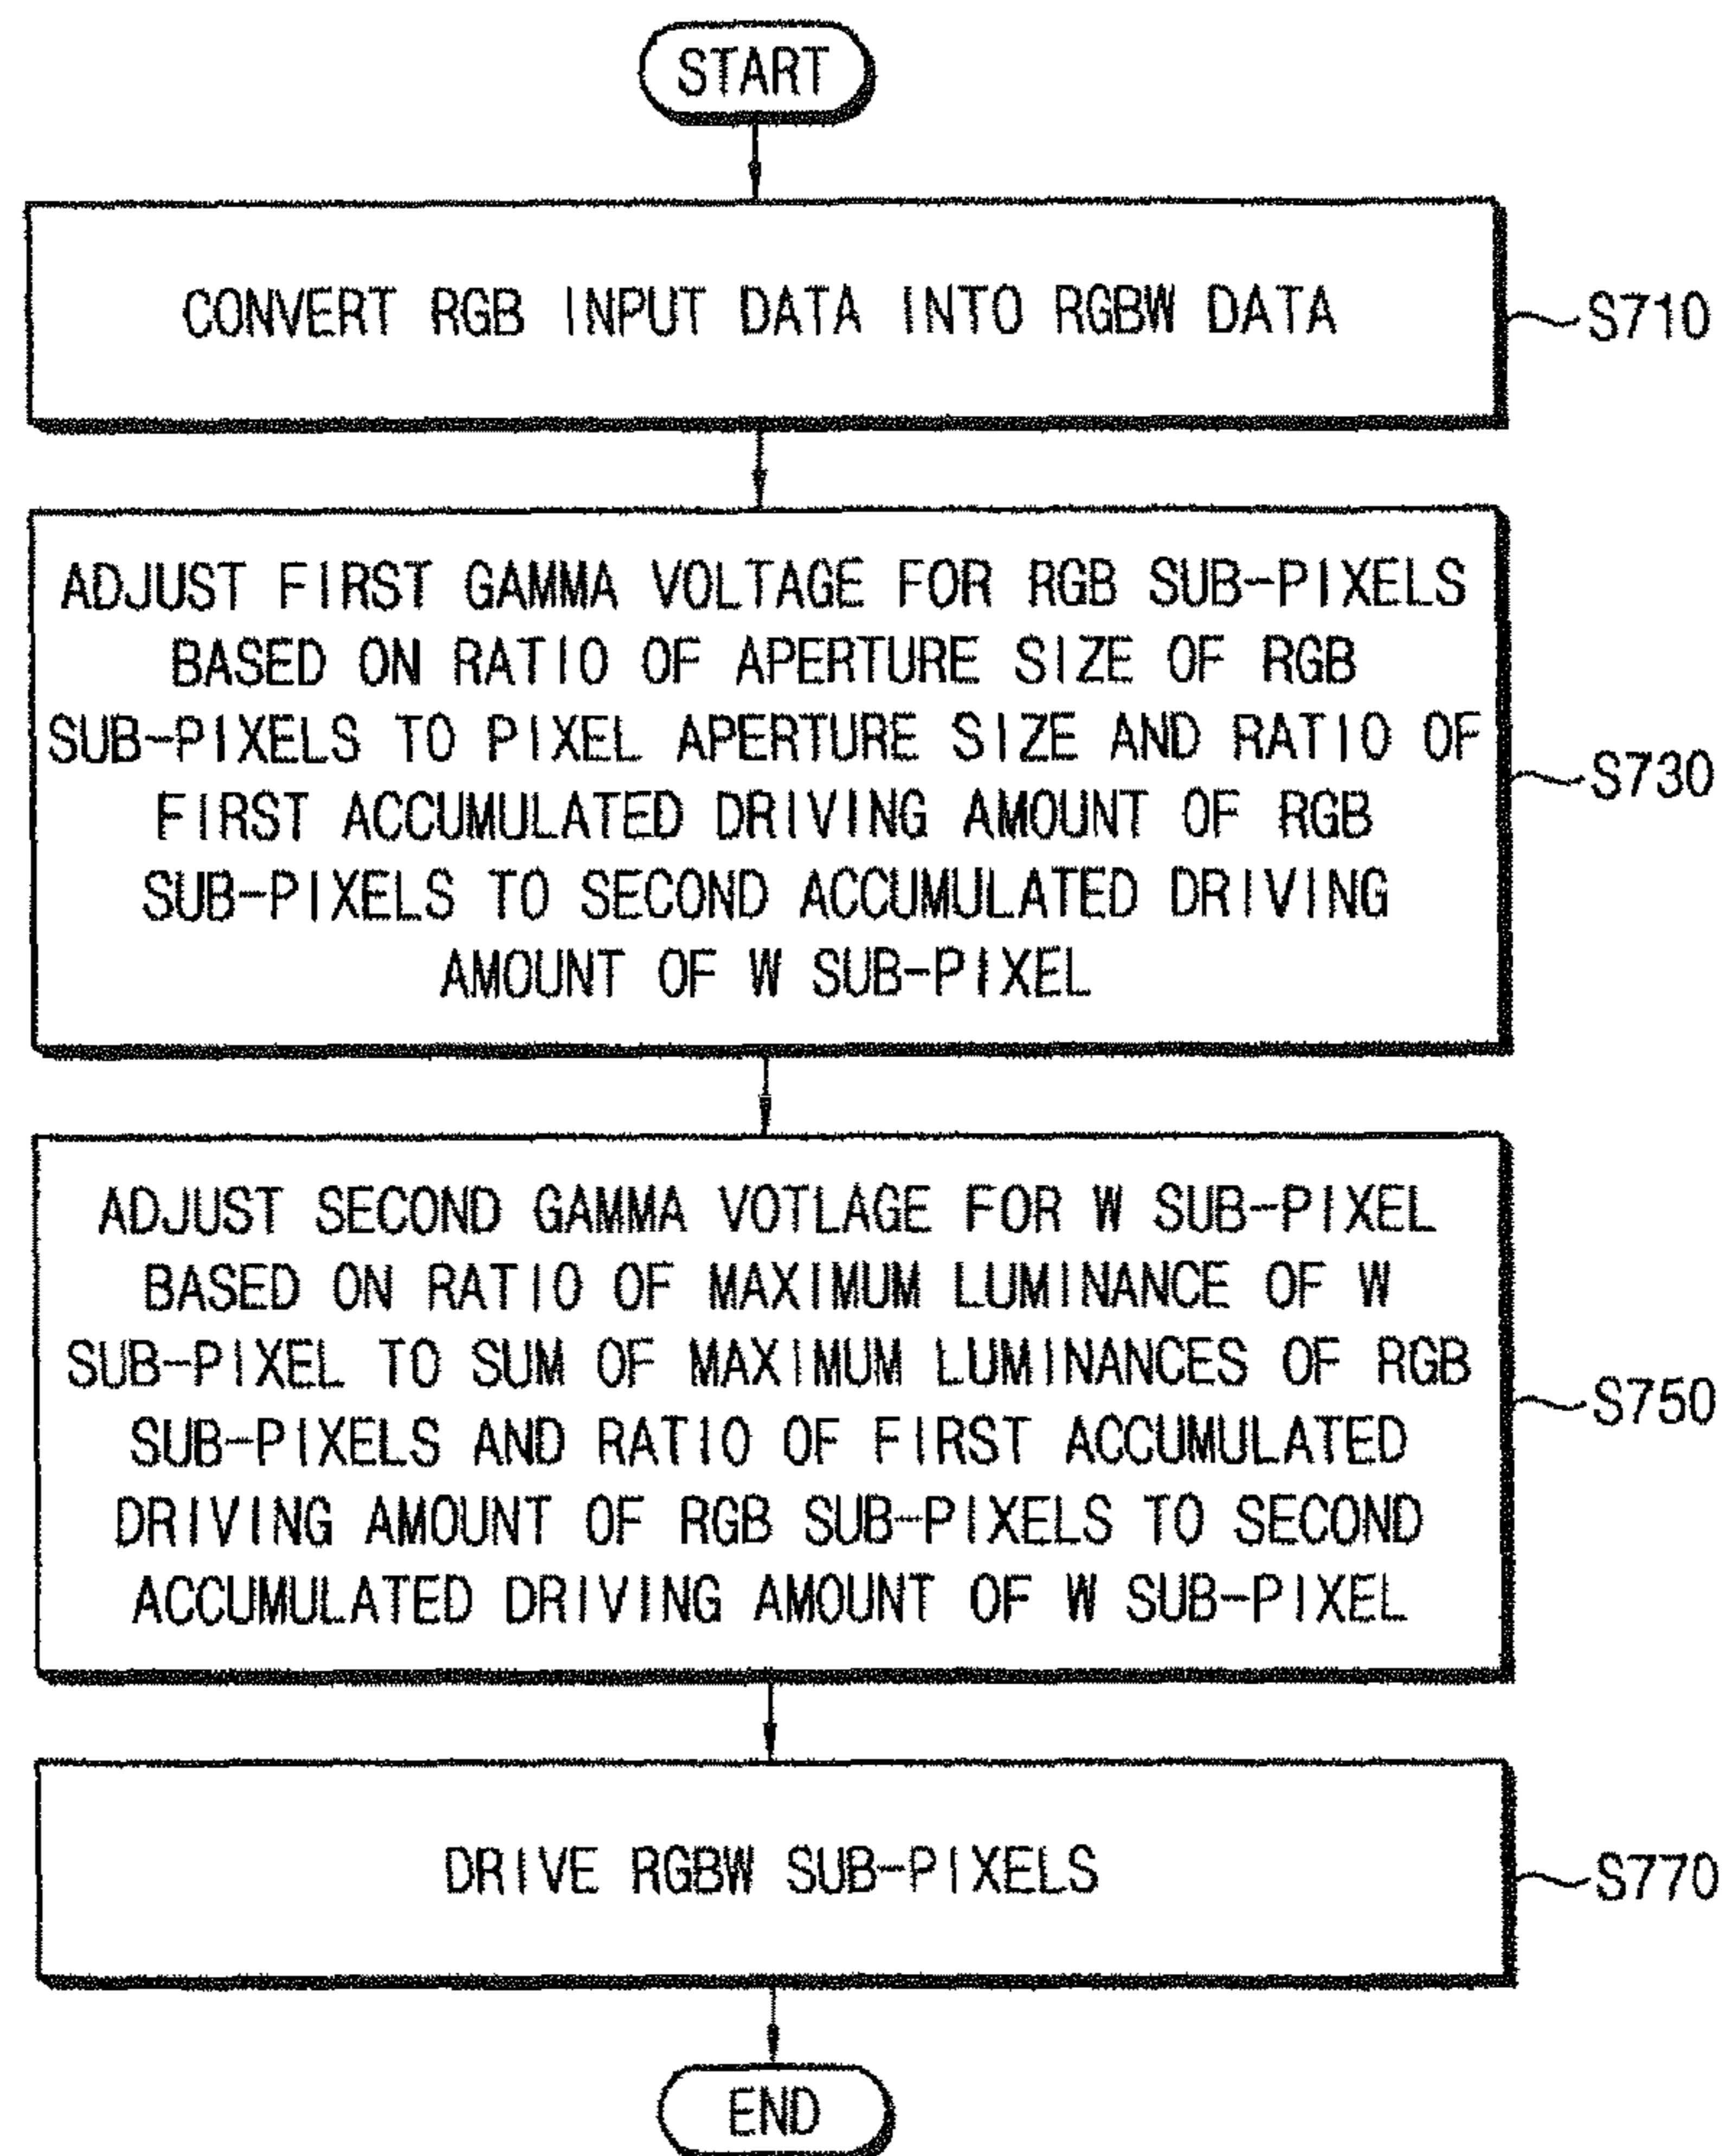 START
CONVERT RGB INPUT DATA INTO RGBW DATA
S710
ADJUST FIRST GAMMA VOLTAGE FOR RGB SUB-PIXELS
BASED ON RATIO OF APERTURE SIZE OF RGB
SUB-PIXELS TO PIXEL APERTURE SIZE AND RATIO OF
FIRST ACCUMULATED DRIVING AMOUNT OF RGB
SUB-PIXELS TO SECOND ACCUMULATED DRIVING
AMOUNT OF W SUB-PIXEL
S730
ADJUST SECOND GAMMA VOTLAGE FOR W SUB-PIXEL
BASED ON RATIO OF MAXIMUM LUMINANCE OF W
SUB-PIXEL TO SUM OF MAXIMUM LUMINANCES OF RGB
SUB-PIXELS AND RATIO OF FIRST ACCUMULATED
DRIVING AMOUNT OF RGB SUB-PIXELS TO SECOND
ACCUMULATED DRIVING AMOUNT OF W SUB-PIXEL
S750
DRIVE RGBW SUB-PIXELS
S770
END